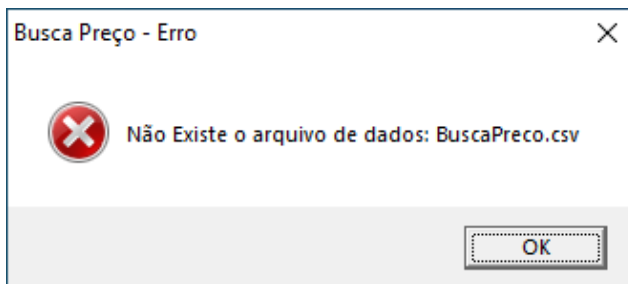 Busca Preço - Erro
Não Existe o arquivo de dados: BuscaPreco.csv
OK